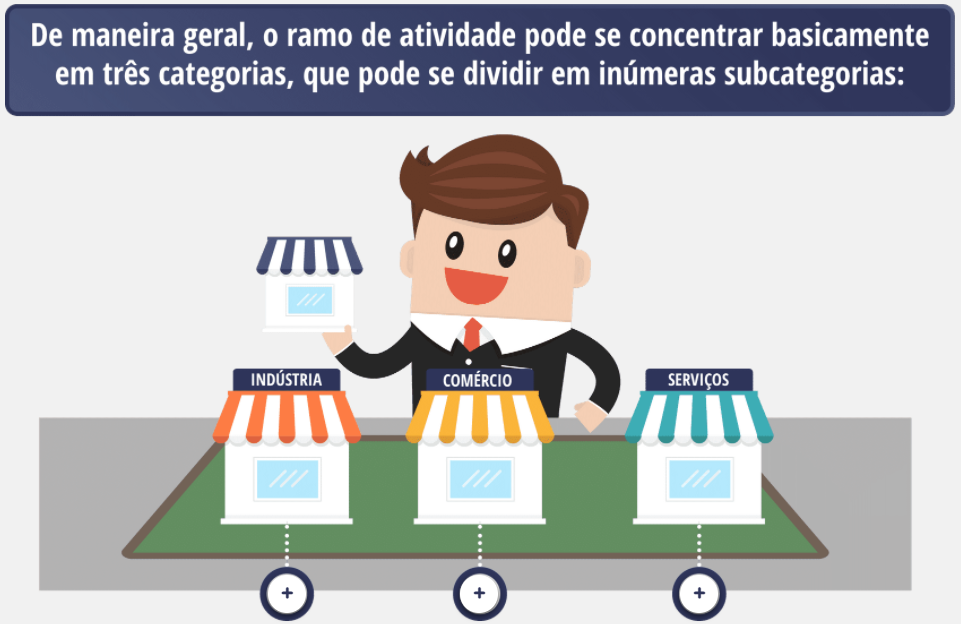 De maneira geral, o ramo de atividade pode se concentrar basicamente
em três categorias, que pode se dividir em inúmeras subcategorias:
INDÚSTRIA
COMÉRCIO
SERVIÇOS
+
+
+